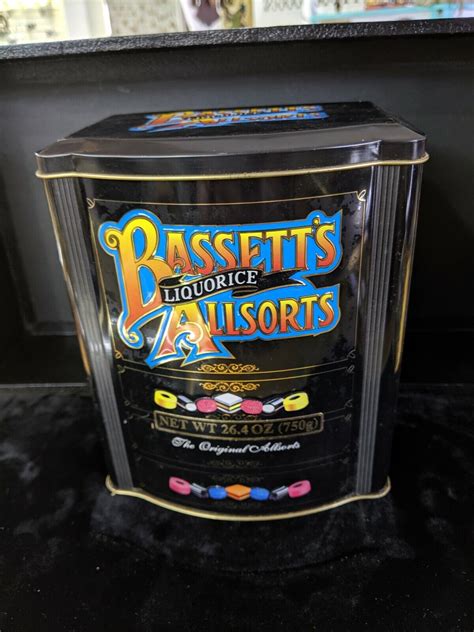 BASSETT'S
LIQUORICE
ALLSORTS
NET WT 26.4 OZ (750g)
The Original Allsorts